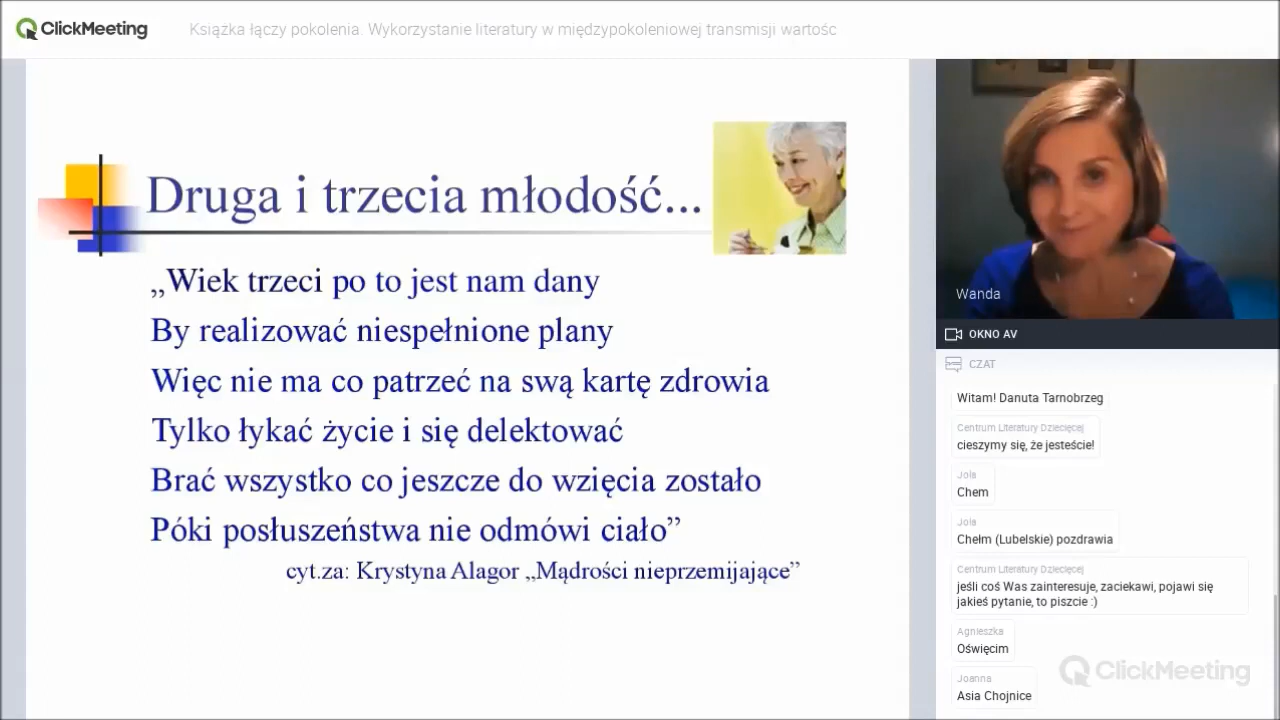 ClickMeeting
Książka łączy pokolenia. Wykorzystanie literatury w międzypokoleniowej transmisji wartośc
Druga i trzecia młodość...
„Wiek trzeci po to jest nam dany
By realizować niespełnione plany
Więc nie ma co patrzeć na swą kartę zdrowia
Tylko łykać życie i się delektować
Brać wszystko co jeszcze do wzięcia zostało
Póki posłuszeństwa nie odmówi ciało”
cyt.za: Krystyna Alagor „Mądrości nieprzemijające”
Wanda
OKNO AV
CZAT
Witam! Danuta Tarnobrzeg
Centrum Literatury Dziecięcej
cieszymy się, że jesteście!
Jola
Chem
Jola
Chełm (Lubelskie) pozdrawia
Centrum Literatury Dziecięcej
jeśli coś Was zainteresuje, zaciekawi, pojawi się
jakieś pytanie, to piszcie :)
Agnieszka
Oświęcim
Joanna
Asia Chojnice
ClickMeeting